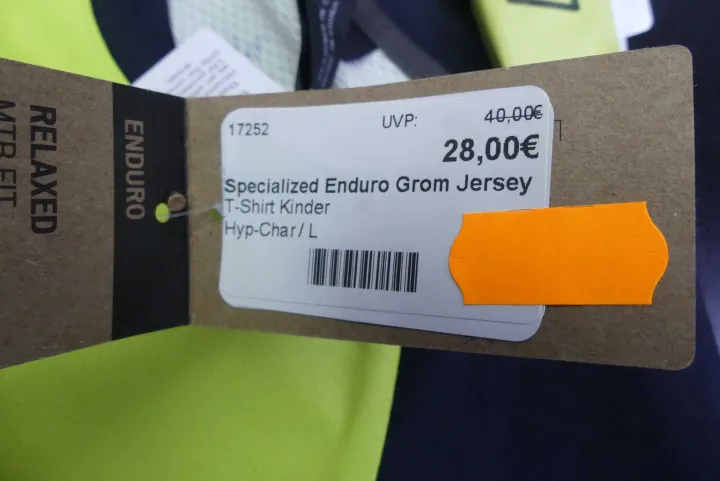 RELAXED
MTB FIT
ENDURO
17252
UVP: 40,00€
28,00€
Specialized Enduro Grom Jersey
T-Shirt Kinder
Hyp-Char / L